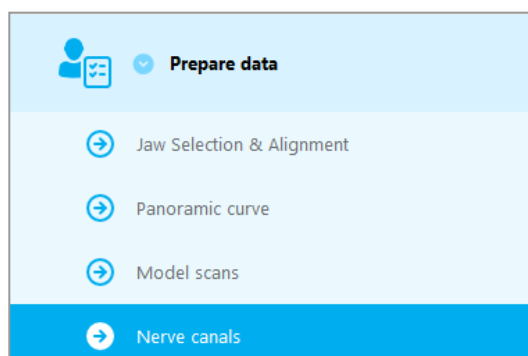 Prepare data
Jaw Selection & Alignment
Panoramic curve
Model scans
Nerve canals